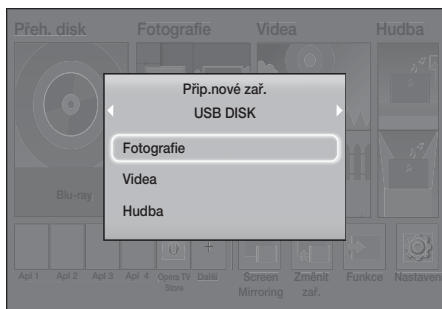 Přeh. disk Fotografie Videa Hudba
Přip.nové zař.
USB DISK
Fotografie
Videa
Hudba
Blu-ray
Apl 1 Apl 2 Apl 3 Apl 4 Opera TV Store Další Screen Mirroring Změnit zař. Funkce Nastavení